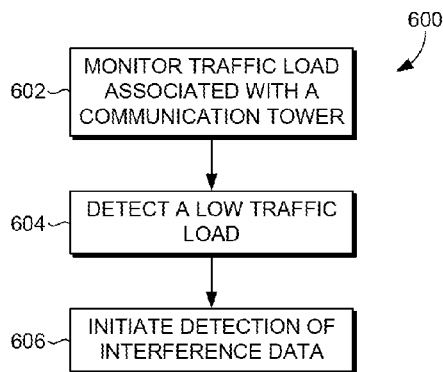 600
602
MONITOR TRAFFIC LOAD
ASSOCIATED WITH A
COMMUNICATION TOWER
604
DETECT A LOW TRAFFIC
LOAD
606
INITIATE DETECTION OF
INTERFERENCE DATA